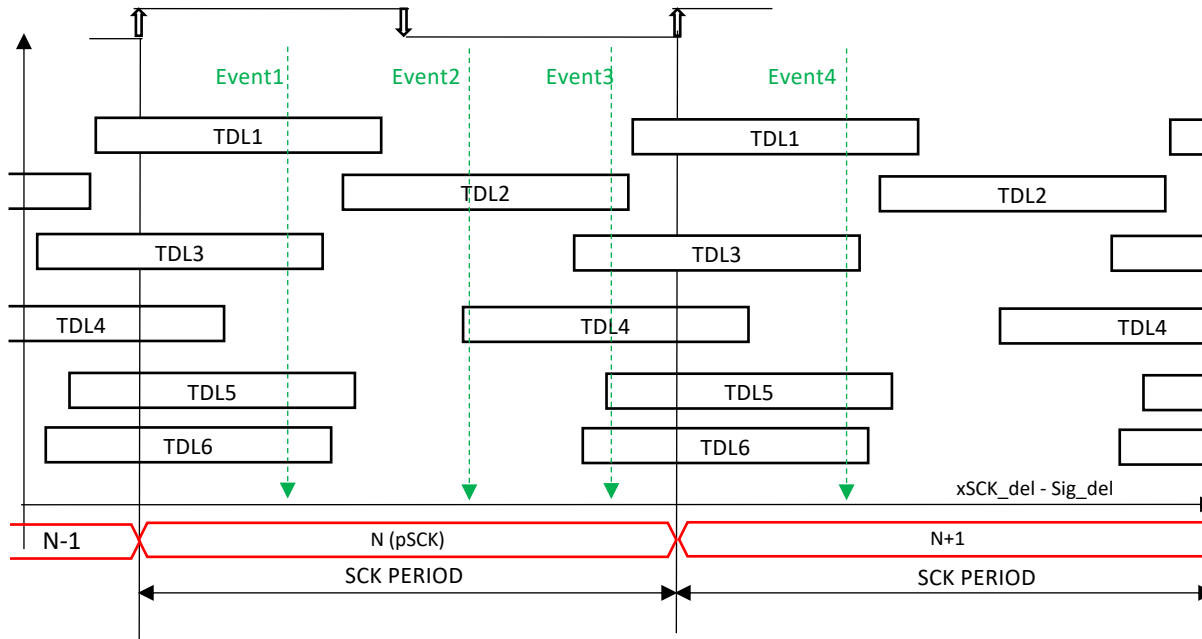 Event1 Event2 Event3 Event4
TDL1 TDL1
TDL2 TDL2
TDL3 TDL3
TDL4 TDL4 TDL4
TDL5 TDL5
TDL6 TDL6
xSCK_del - Sig_del
N-1 N (pSCK) N+1
SCK PERIOD SCK PERIOD